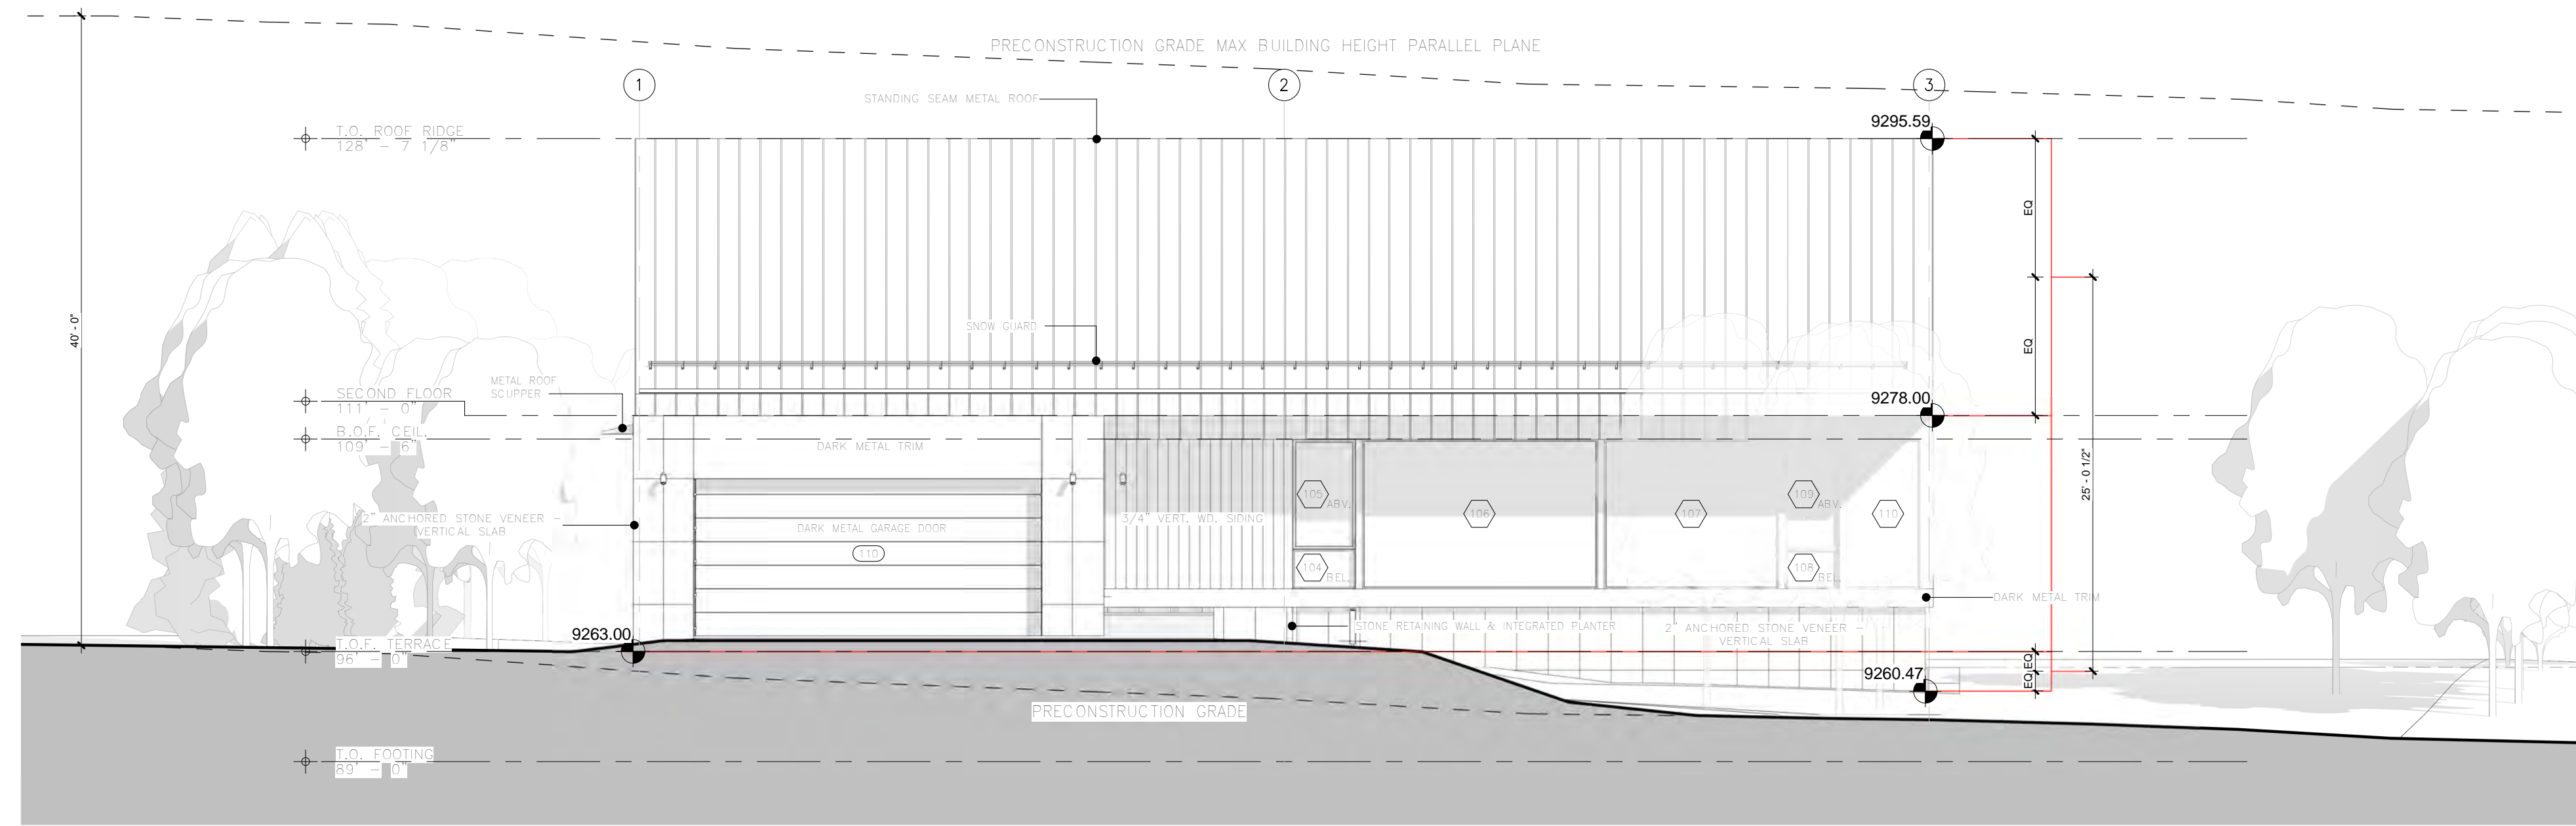 PRECONSTRUCTION GRADE MAX BUILDING HEIGHT PARALLEL PLANE
1
2
3
STANDING SEAM METAL ROOF
9295.59
T.O. ROOF RIDGE
128' - 7 1/8"
EQ
40' - 0"
SNOW GUARD
EQ
METAL ROOF
SCUPPER
SECOND FLOOR
111' - 0"
9278.00
B.O.F. CEIL.
109' - 6"
DARK METAL TRIM
25' - 0 1/2"
105
ABV.
106
107
109
ABV.
110
2" ANCHORED STONE VENEER -
VERTICAL SLAB
3/4" VERT. WD. SIDING
DARK METAL GARAGE DOOR
110
104
BEL.
108
BEL.
DARK METAL TRIM
STONE RETAINING WALL & INTEGRATED PLANTER
2" ANCHORED STONE VENEER -
VERTICAL SLAB
9263.00
T.O.F. TERRACE
96' - 0"
EQ
EQ
9260.47
PRECONSTRUCTION GRADE
T.O. FOOTING
89' - 0"